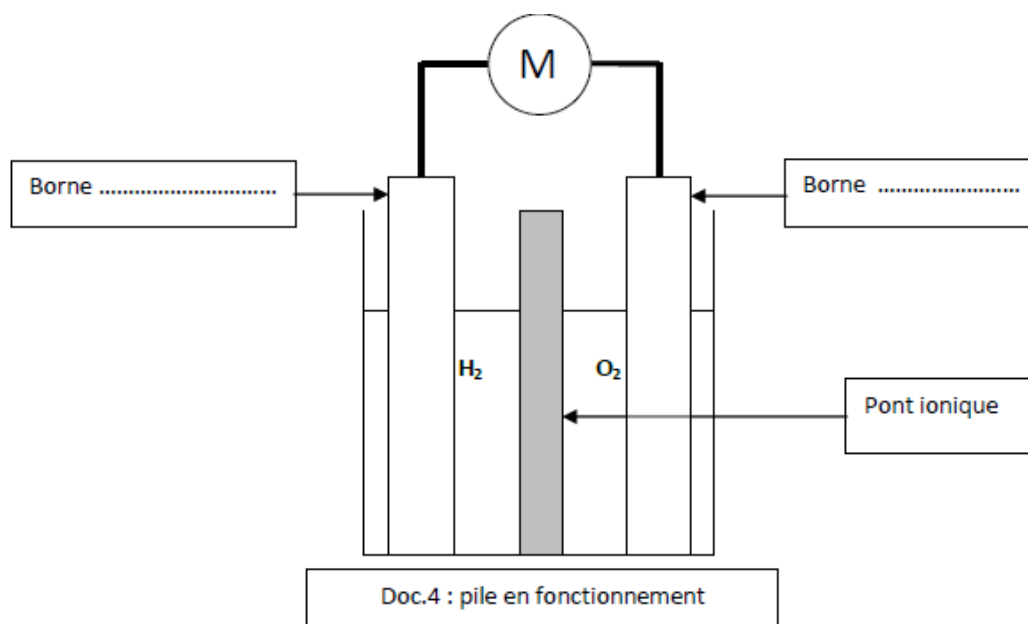 M
Borne ...............................
Borne .........................
H₂
O₂
Pont ionique
Doc.4 : pile en fonctionnement